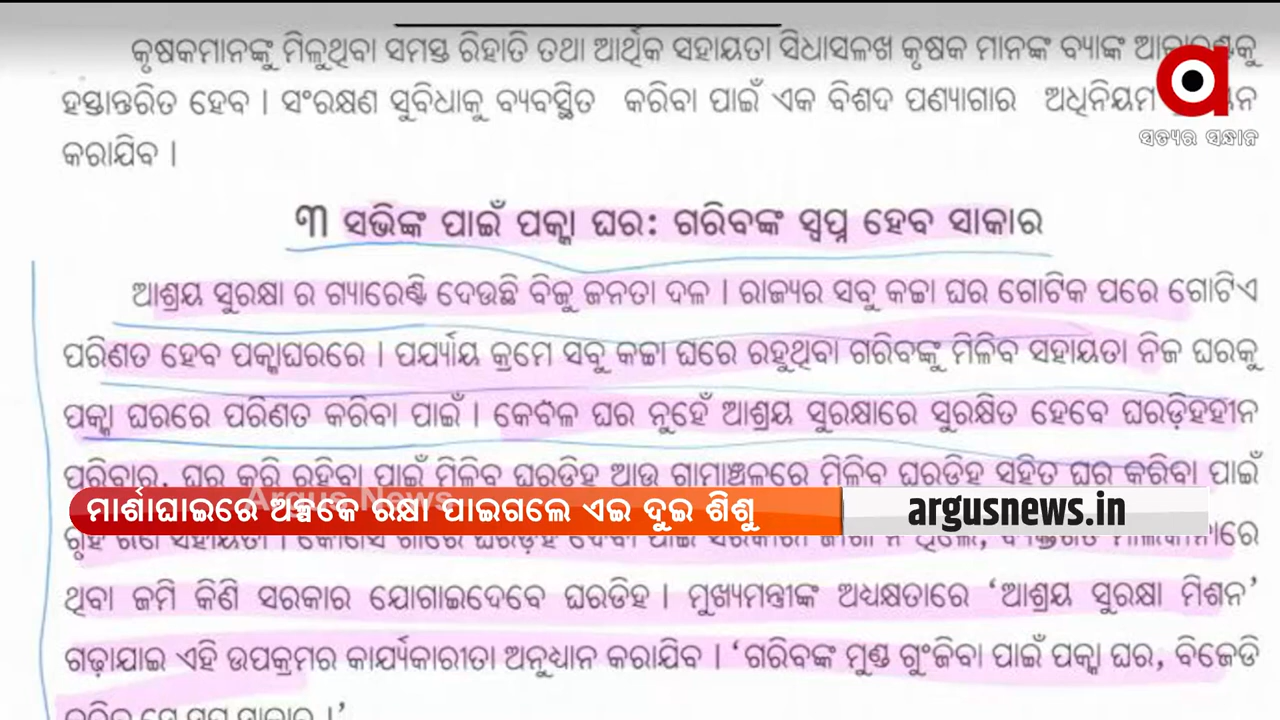 କୃଷକମାନଙ୍କୁ ମିଳୁଥିବା ସମସ୍ତ ରିହାତି ତଥା ଆର୍ଥିକ ସହାୟତା ସିଧାସଳଖ କୃଷକ ମାନଙ୍କ ବ୍ୟାଙ୍କ
ହସ୍ତାନ୍ତରିତ ହେବ । ସଂରକ୍ଷଣ ସୁବିଧାକୁ ବ୍ୟବସ୍ଥିତ କରିବା ପାଇଁ ଏକ ବିଶଦ ପଣ୍ୟାଗାର ଅଧିନିୟମ
ସତ୍ୟର ସନ୍ଧାନ
କରାଯିବ ।
୩ ସଭିଙ୍କ ପାଇଁ ପକ୍କା ଘର: ଗରିବଙ୍କ ସ୍ୱପ୍ନ ହେବ ସାକାର
ଆଶ୍ରୟ ସୁରକ୍ଷା ର ଗ୍ୟାରେଣ୍ଟି ଦେଉଛି ବିଜୁ ଜନତା ଦଳ । ରାଜ୍ୟର ସବୁ କଚ୍ଚା ଘର ଗୋଟିକ ପରେ ଗୋଟିଏ
ପରିଣତ ହେବ ପକ୍କାଘରରେ । ପର୍ଯ୍ୟାୟ କ୍ରମେ ସବୁ କଚ୍ଚା ଘରେ ରହୁଥିବା ଗରିବଙ୍କୁ ମିଳିବ ସହାୟତା ନିଜ ଘରକୁ
ପକ୍କା ଘରରେ ପରିଣତ କରିବା ପାଇଁ । କେବଳ ଘର ନୁହେଁ ଆଶ୍ରୟ ସୁରକ୍ଷାରେ ସୁରକ୍ଷିତ ହେବେ ଘରଡ଼ିହହୀନ
ପରିବାର. ଘର କରି ରହିବା ପାଇଁ ମିଳିବ ଘରଡିହ ଆଉ ଗାମାଞ୍ଚଳରେ ମିଳିବ ଘରଡିହ ସହିତ ଘର କରିବା ପାଇଁ
Argus News
ମାର୍ଶାଘାଇରେ ଅଳ୍ପକେ ରକ୍ଷା ପାଇଗଲେ ଏଇ ଦୁଇ ଶିଶୁ argusnews.in
ଥିବା ଜମି କିଣି ସରକାର ଯୋଗାଇଦେବେ ଘରଡିହ । ମୁଖ୍ୟମନ୍ତ୍ରୀଙ୍କ ଅଧ୍ୟକ୍ଷତାରେ ‘ଆଶ୍ରୟ ସୁରକ୍ଷା ମିଶନ’
ଗଢ଼ାଯାଇ ଏହି ଉପକ୍ରମର କାର୍ଯ୍ୟକାରୀତା ଅନୁଧ୍ୟାନ କରାଯିବ । ‘ଗରିବଙ୍କ ମୁଣ୍ଡ ଗୁଂଜିବା ପାଇଁ ପକ୍କା ଘର, ବିଜେଡି